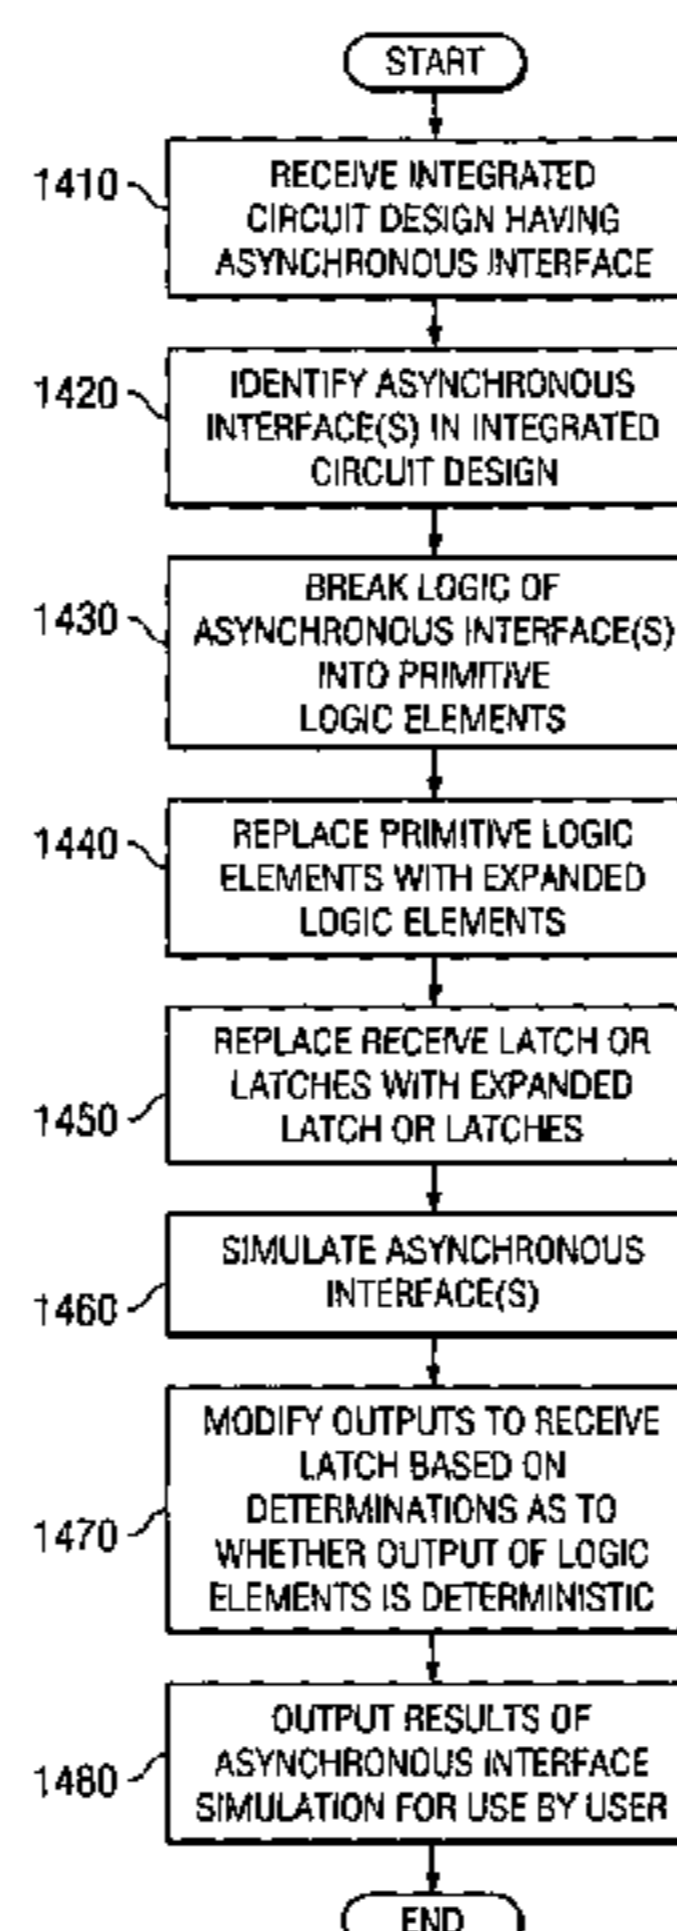 START
1410
RECEIVE INTEGRATED
CIRCUIT DESIGN HAVING
ASYNCHRONOUS INTERFACE
1420
IDENTIFY ASYNCHRONOUS
INTERFACE(S) IN INTEGRATED
CIRCUIT DESIGN
1430
BREAK LOGIC OF
ASYNCHRONOUS INTERFACE(S)
INTO PRIMITIVE
LOGIC ELEMENTS
1440
REPLACE PRIMITIVE LOGIC
ELEMENTS WITH EXPANDED
LOGIC ELEMENTS
1450
REPLACE RECEIVE LATCH OR
LATCHES WITH EXPANDED
LATCH OR LATCHES
1460
SIMULATE ASYNCHRONOUS
INTERFACE(S)
1470
MODIFY OUTPUTS TO RECEIVE
LATCH BASED ON
DETERMINATIONS AS TO
WHETHER OUTPUT OF LOGIC
ELEMENTS IS DETERMINISTIC
1480
OUTPUT RESULTS OF
ASYNCHRONOUS INTERFACE
SIMULATION FOR USE BY USER
END